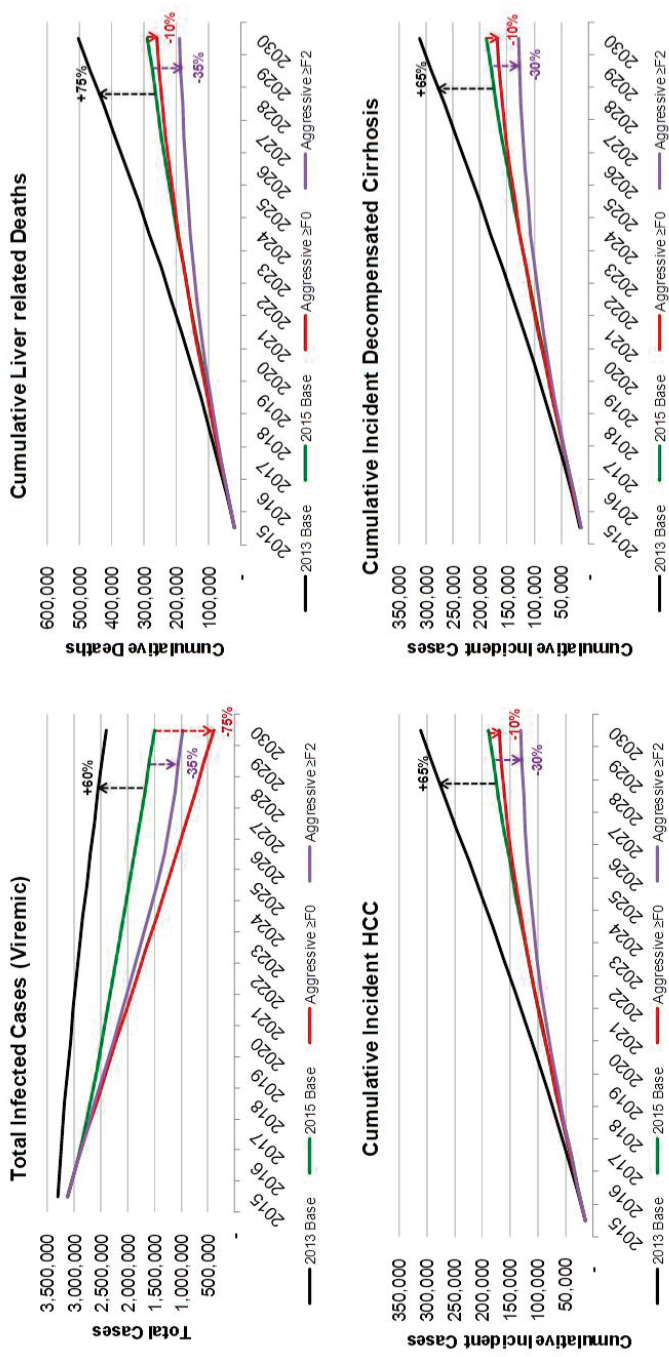 Total Infected Cases (Viremic)
Total Cases
3,500,000
3,000,000
2,500,000
2,000,000
1,500,000
1,000,000
500,000
-
+60%
-35%
-75%
2015 2016 2017 2018 2019 2020 2021 2022 2023 2024 2025 2026 2027 2028 2029 2030
2013 Base 2015 Base Aggressive ≥F0 Aggressive ≥F2
Cumulative Liver related Deaths
Cumulative Deaths
600,000
500,000
400,000
300,000
200,000
100,000
-
+75%
-10%
-35%
2015 2016 2017 2018 2019 2020 2021 2022 2023 2024 2025 2026 2027 2028 2029 2030
2013 Base 2015 Base Aggressive ≥F0 Aggressive ≥F2
Cumulative Incident HCC
Cumulative Incident Cases
350,000
300,000
250,000
200,000
150,000
100,000
50,000
-
+65%
-10%
-30%
2015 2016 2017 2018 2019 2020 2021 2022 2023 2024 2025 2026 2027 2028 2029 2030
2013 Base 2015 Base Aggressive ≥F0 Aggressive ≥F2
Cumulative Incident Decompensated Cirrhosis
Cumulative Incident Cases
350,000
300,000
250,000
200,000
150,000
100,000
50,000
-
+65%
-10%
-30%
2015 2016 2017 2018 2019 2020 2021 2022 2023 2024 2025 2026 2027 2028 2029 2030
2013 Base 2015 Base Aggressive ≥F0 Aggressive ≥F2